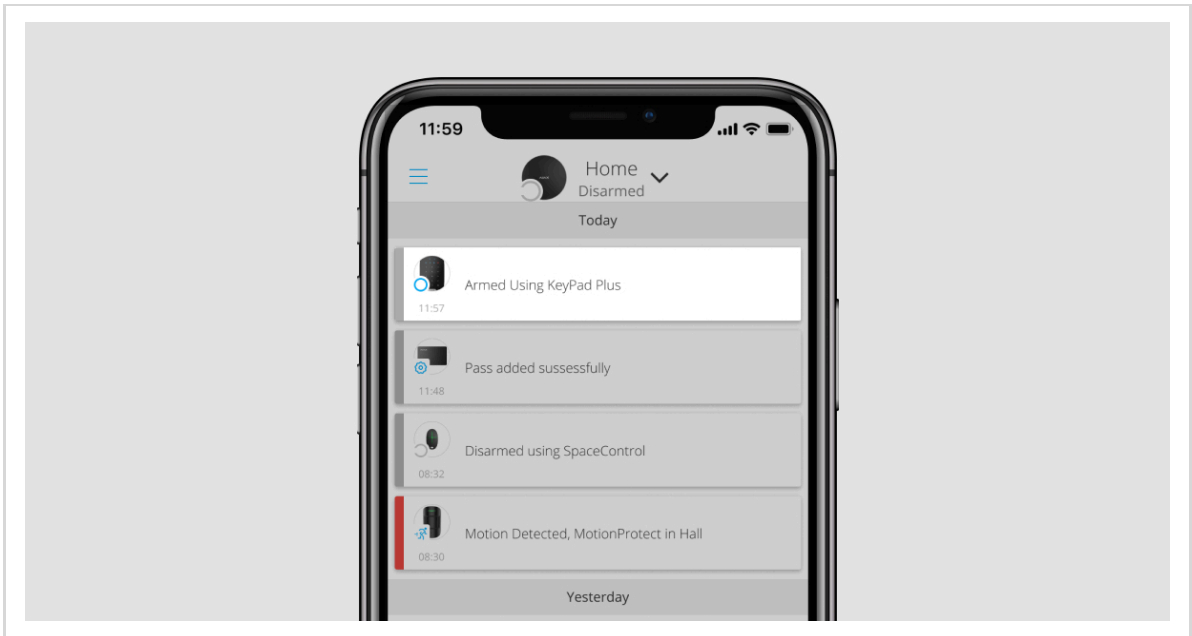 11:59
Home
Disarmed
Today
Armed Using KeyPad Plus
11:57
Pass added sussessfully
11:48
Disarmed using SpaceControl
08:32
Motion Detected, MotionProtect in Hall
08:30
Yesterday